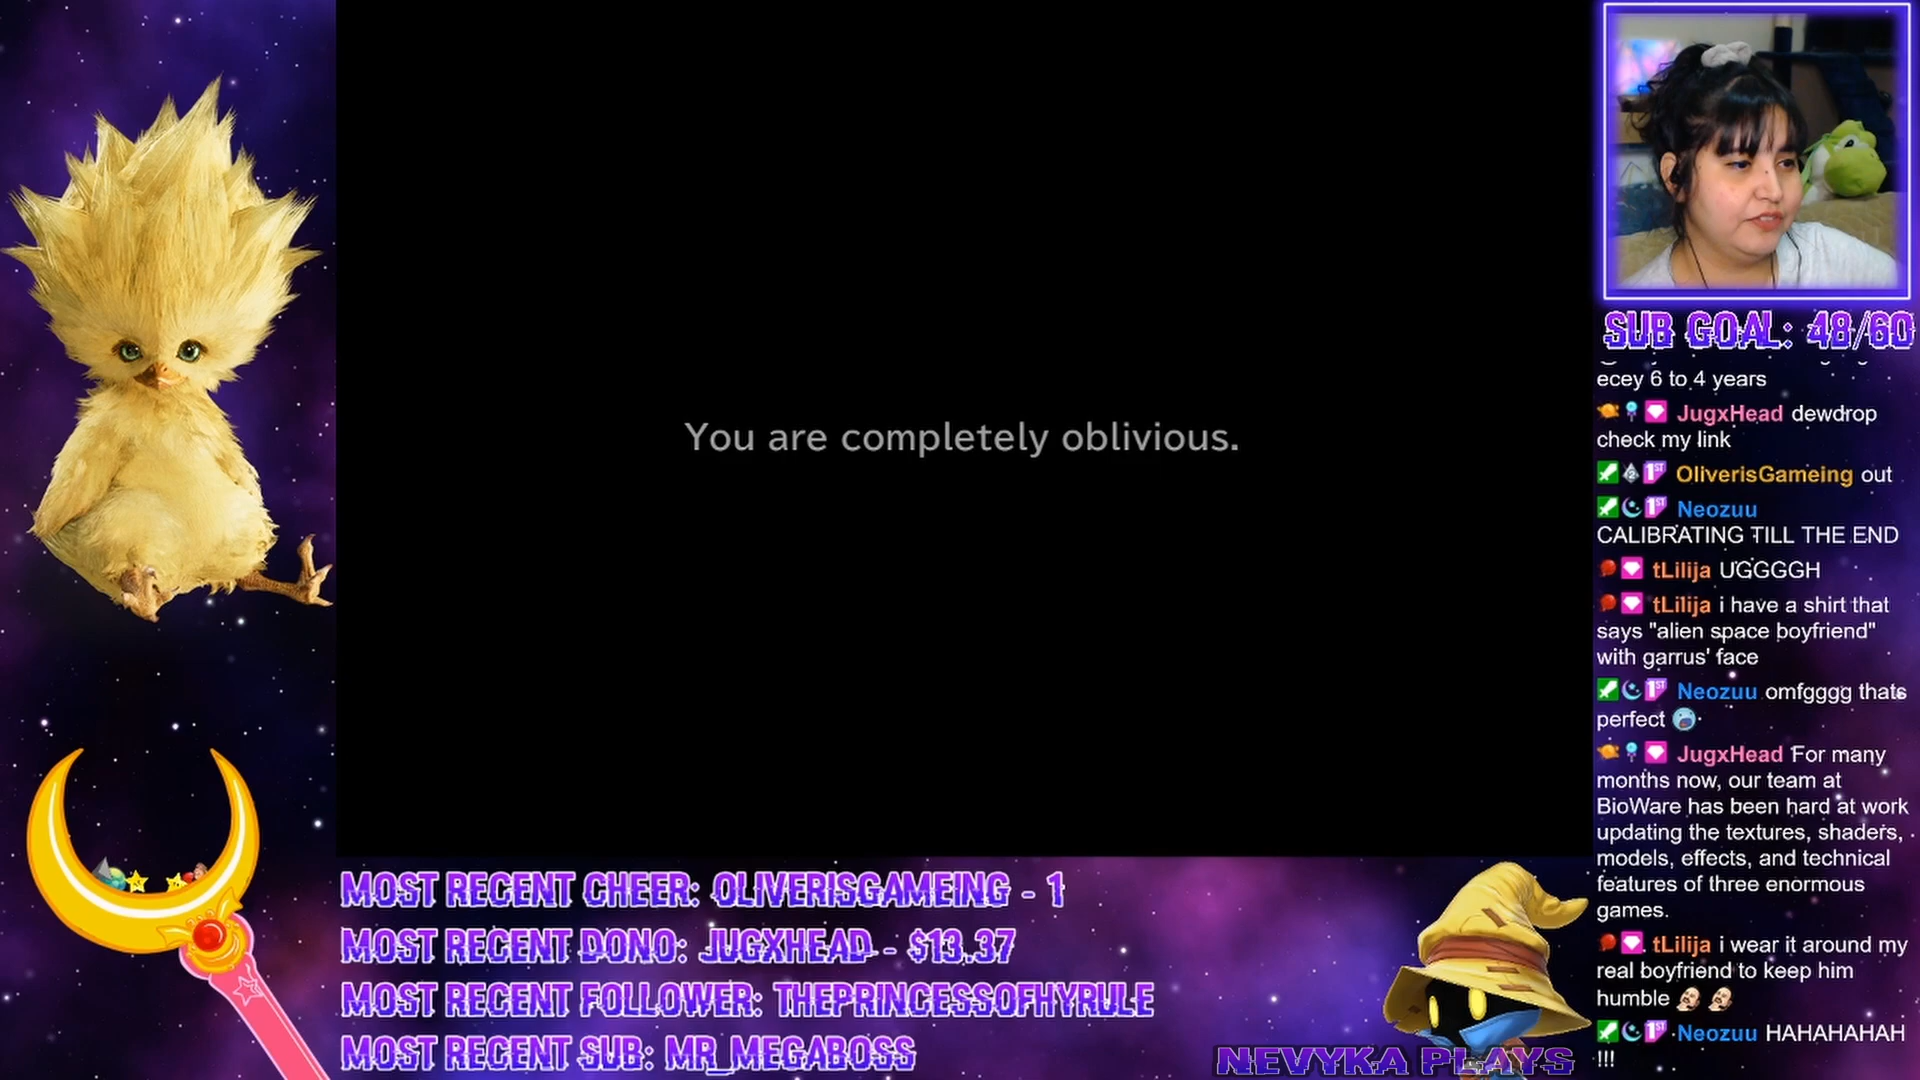 You are completely oblivious.
SUB GOAL: 48/60
ecey 6 to 4 years
JugxHead dewdrop
check my link
OliverisGameing out
Neozuu
CALIBRATING TILL THE END
tLilija UGGGGH
tLilija i have a shirt that
says "alien space boyfriend"
with garrus' face
Neozuu omfgggg thats
perfect
JugxHead For many
months now, our team at
BioWare has been hard at work
updating the textures, shaders,
models, effects, and technical
features of three enormous
games.
tLilija i wear it around my
real boyfriend to keep him
humble
Neozuu HAHAHAHAH
!!!
MOST RECENT CHEER: OLIVERISGAMEING - 1
MOST RECENT DONO: JUGXHEAD - $13.37
MOST RECENT FOLLOWER: THEPRINCESSOFHYRULE
MOST RECENT SUB: MR_MEGABOSS
NEVYKA PLAYS